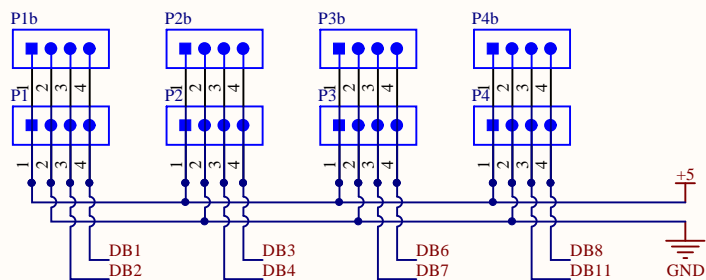 P1b P2b P3b P4b
1 2 3 4 1 2 3 4 1 2 3 4 1 2 3 4
P1 P2 P3 P4
1 2 3 4 1 2 3 4 1 2 3 4 1 2 3 4
+5
DB1 DB3 DB6 DB8
DB2 DB4 DB7 DB11 GND